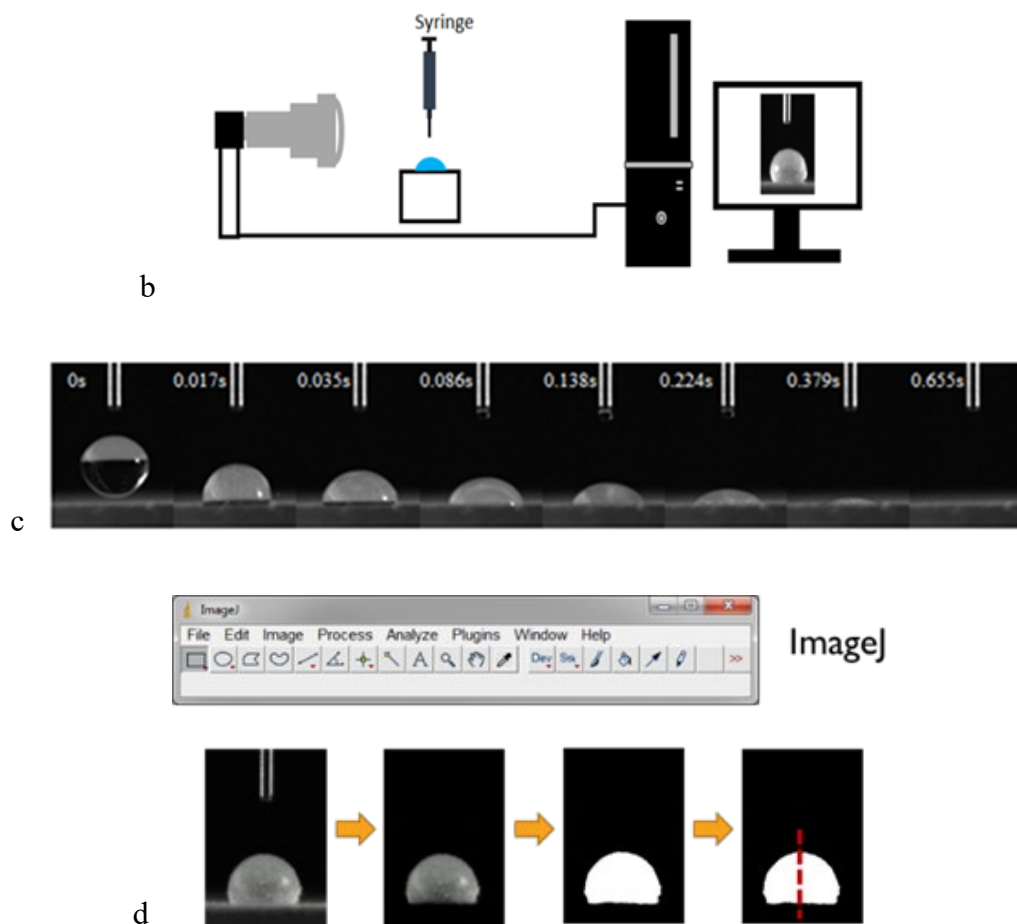 Syringe
b
0s 0.017s 0.035s 0.086s 0.138s 0.224s 0.379s 0.655s
c
ImageJ
File Edit Image Process Analyze Plugins Window Help
Dev Stk >>
ImageJ
d